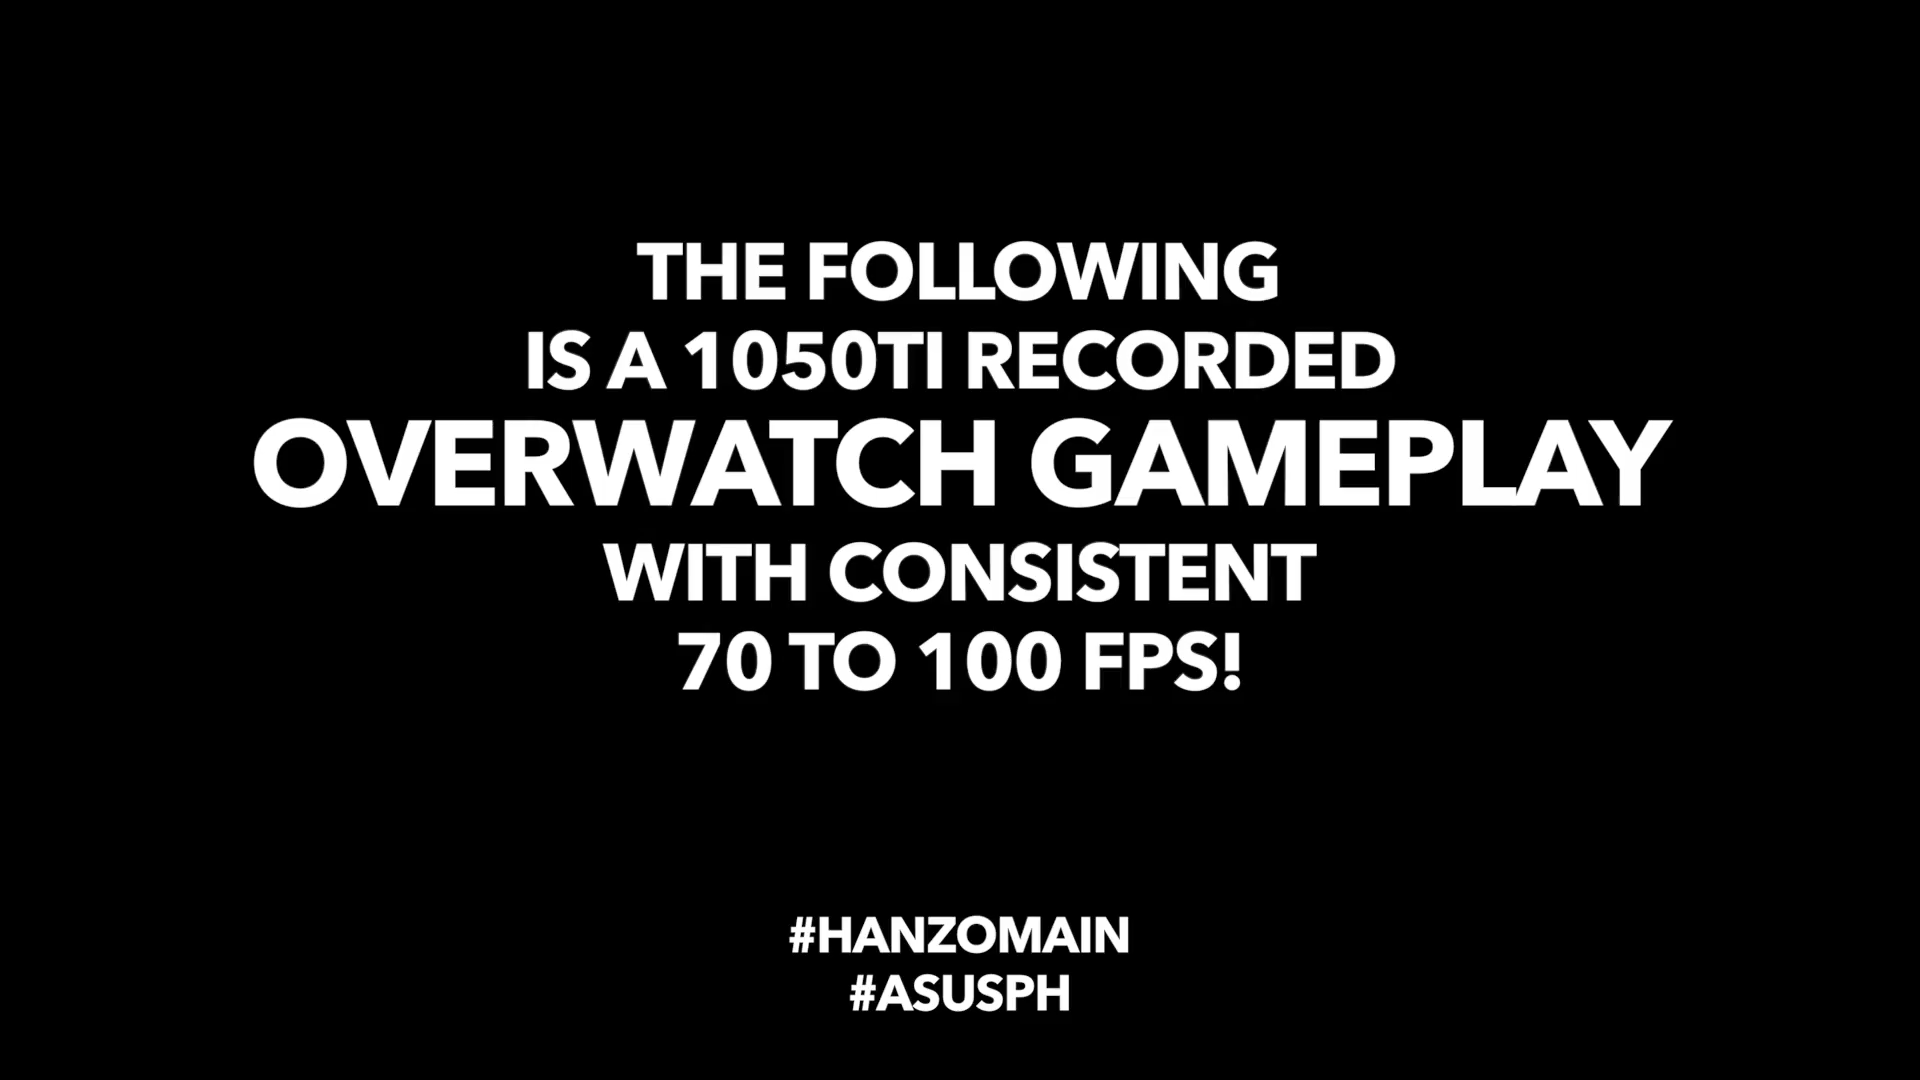 THE FOLLOWING
IS A 1050TI RECORDED
OVERWATCH GAMEPLAY
WITH CONSISTENT
70 TO 100 FPS!
#HANZOMAIN
#ASUSPH